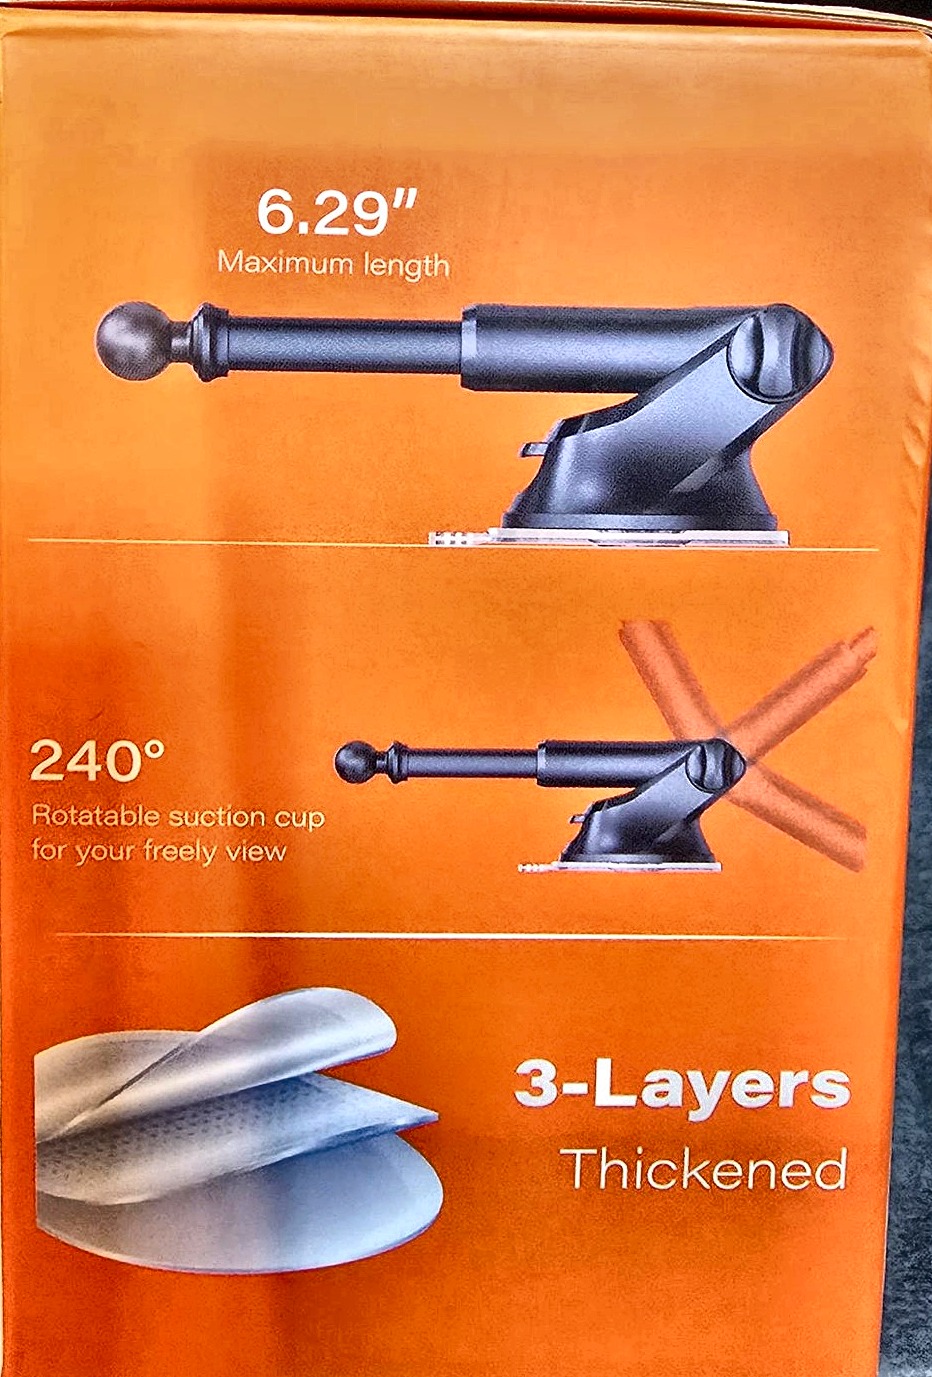 6.29"
Maximum length
240°
Rotatable suction cup
for your freely view
3-Layers
Thickened